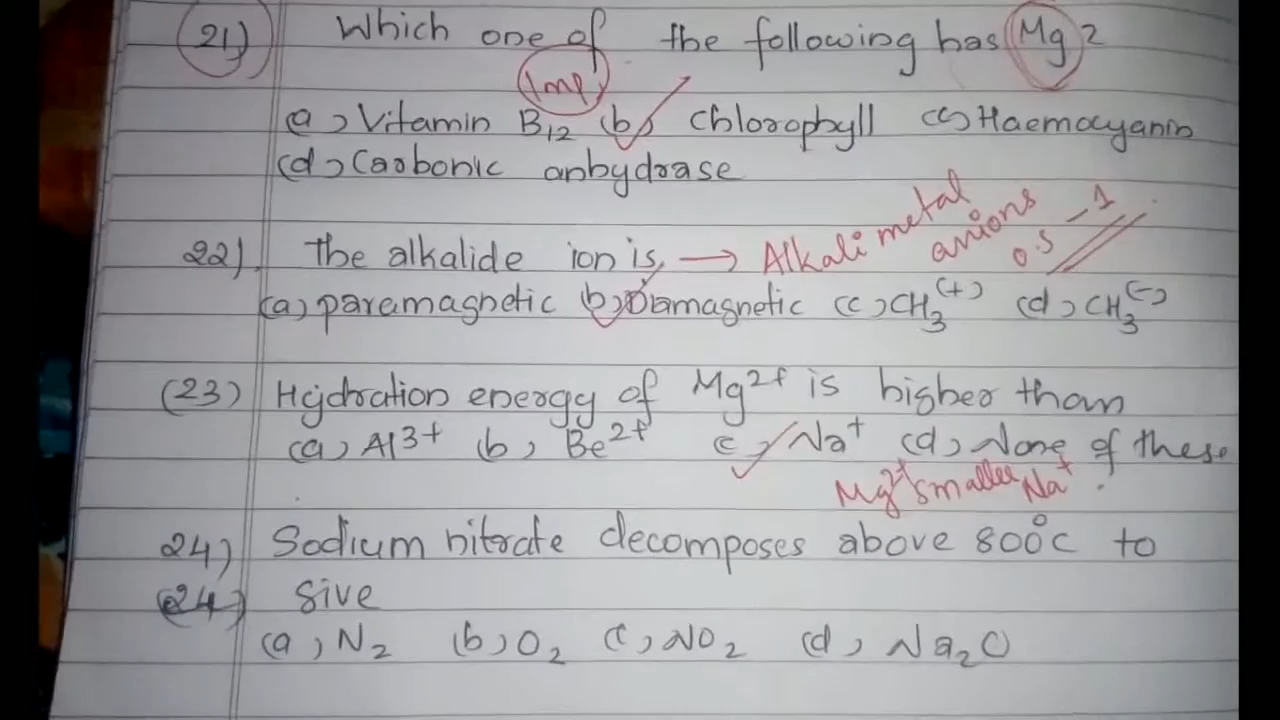 21) Which one of the following has Mg?
Imp
(a) Vitamin B12 (b) Chlorophyll (c) Haemocyanin
(d) Carbonic anhydrase
22). The alkalide ion is → Alkali metal anions 0.5 – 1
(a) paramagnetic (b) Diamagnetic (c) CH3(+) (d) CH3(-)
(23) Hydration energy of Mg2+ is higher than
(a) Al3+ (b) Be2+ (c) Na+ (d) None of these
Mg2+ smaller Na+.
24) Sodium nitrate decomposes above 800°C to
(24) give
(a) N2 (b) O2 (c) NO2 (d) Na2O